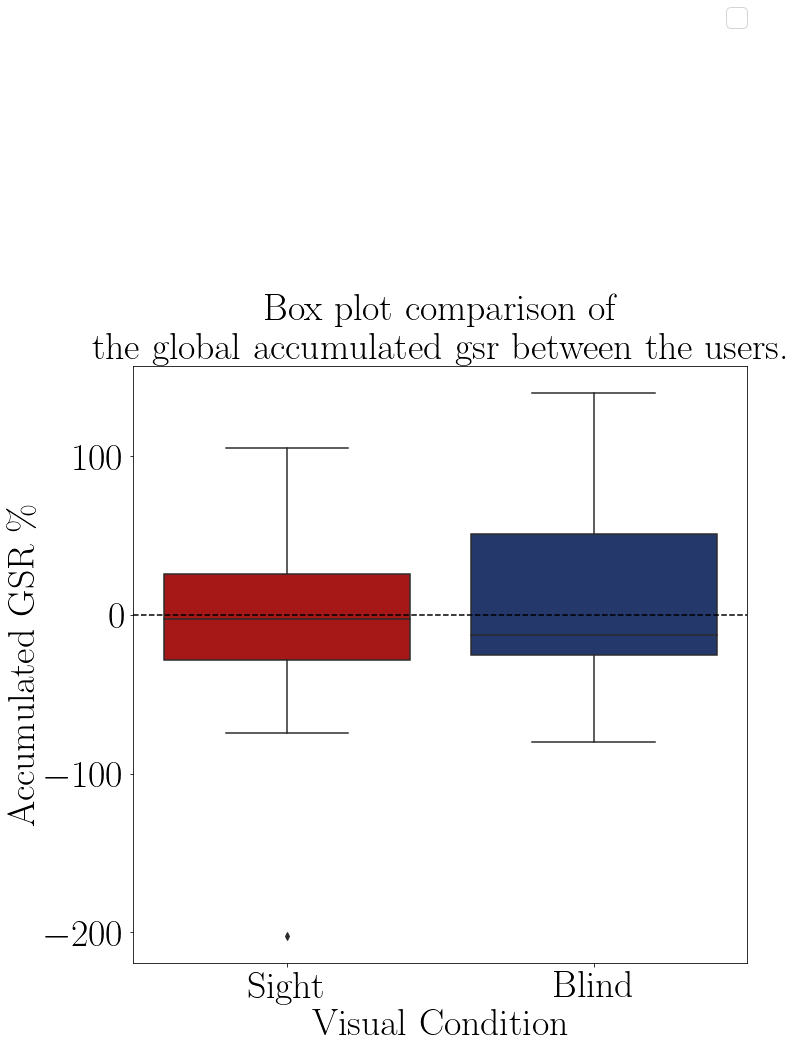 Box plot comparison of
the global accumulated gsr between the users.
Accumulated GSR %
100
0
−100
−200
Sight Blind
Visual Condition